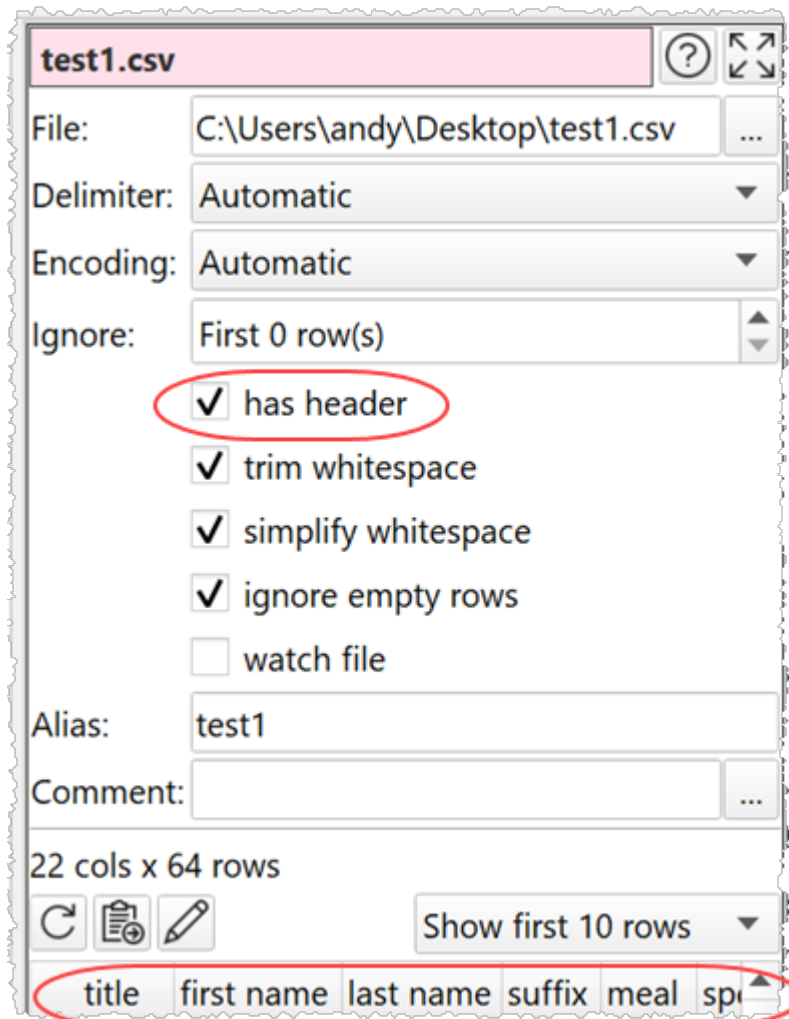 test1.csv
File: C:\Users\andy\Desktop\test1.csv ...
Delimiter: Automatic
Encoding: Automatic
Ignore: First 0 row(s)
has header
trim whitespace
simplify whitespace
ignore empty rows
watch file
Alias: test1
Comment: ...
22 cols x 64 rows
Show first 10 rows
title first name last name suffix meal